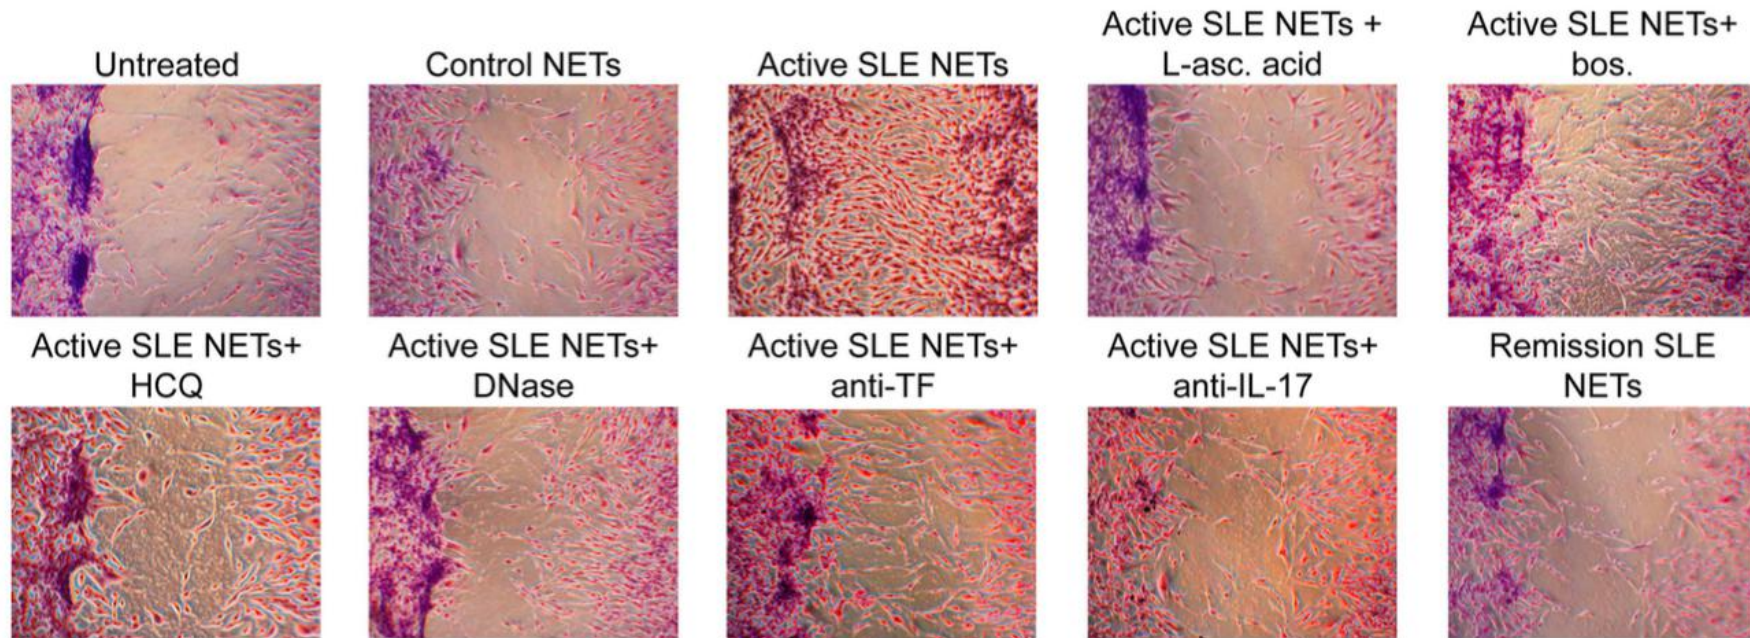 Untreated
Control NETs
Active SLE NETs
Active SLE NETs +
L-asc. acid
Active SLE NETs+
bos.
Active SLE NETs+
HCQ
Active SLE NETs+
DNase
Active SLE NETs+
anti-TF
Active SLE NETs+
anti-IL-17
Remission SLE
NETs